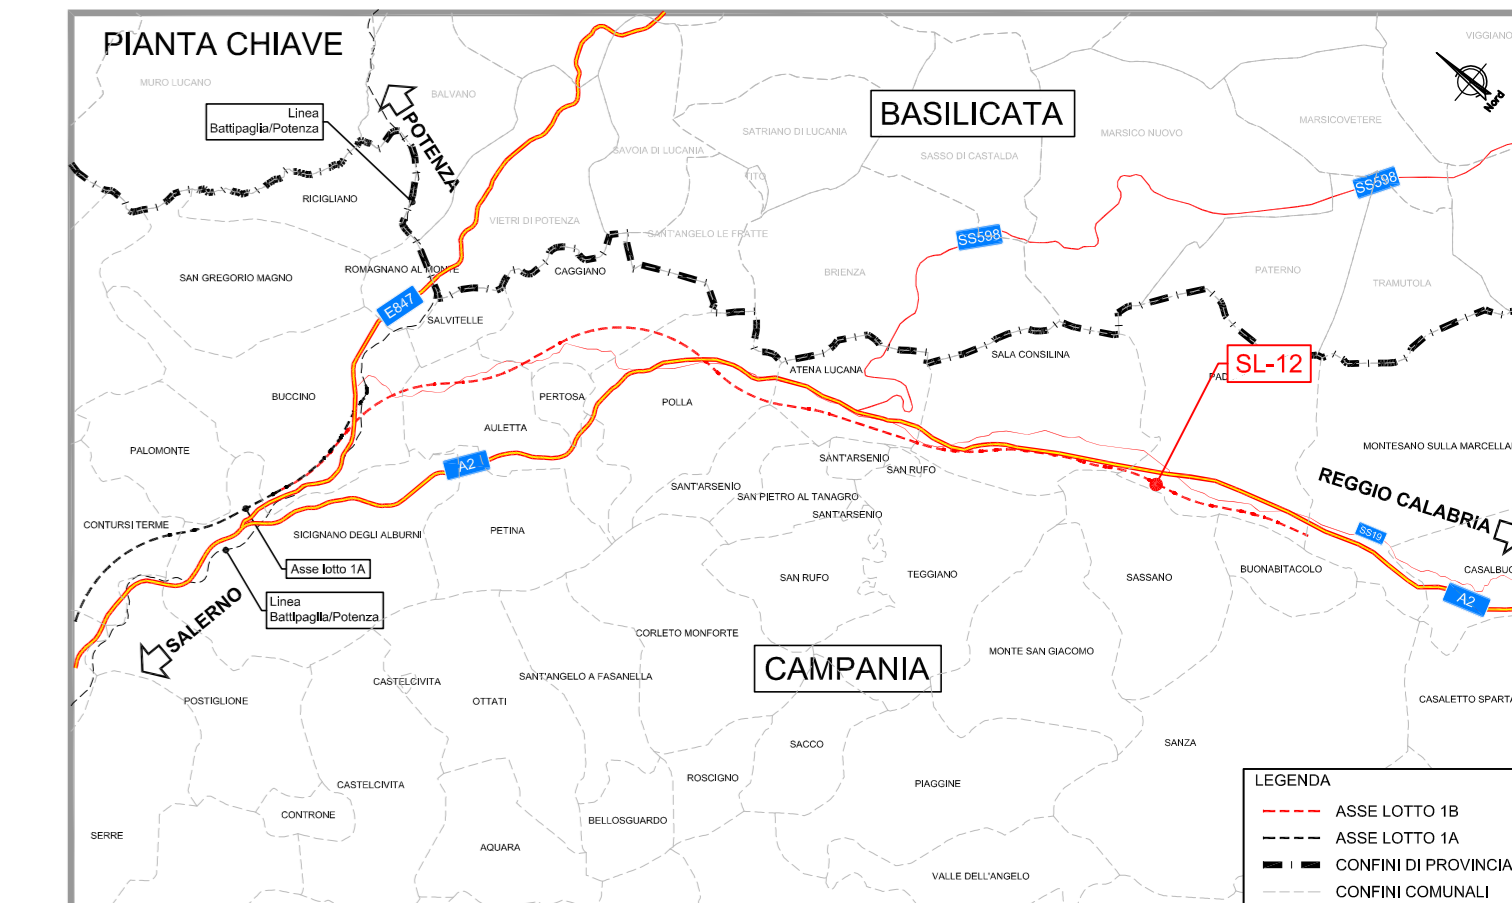 PIANTA CHIAVE
VIGGIANO
MURO LUCANO
BALVANO
Nord
Linea
Battipaglia/Potenza
POTENZA
BASILICATA
SATRIANO DI LUCANIA
MARSICO NUOVO
MARSICOVETERE
SAVOIA DI LUCANIA
SASSO DI CASTALDA
TITO
SS598
RICIGLIANO
VIETRI DI POTENZA
SANT'ANGELO LE FRATTE
SS598
SAN GREGORIO MAGNO
ROMAGNANO AL MONTE
CAGGIANO
BRIENZA
PATERNO
TRAMUTOLA
E847
SALVITELLE
SALA CONSILINA
SL-12
ATENA LUCANA
PAD
BUCCINO
PERTOSA
POLLA
AULETTA
PALOMONTE
A2
SANT'ARSENIO
SAN RUFO
MONTESANO SULLA MARCELLA
SANT'ARSENIO
SAN PIETRO AL TANAGRO
SANT'ARSENIO
REGGIO CALABRiA
CONTURSI TERME
SICIGNANO DEGLI ALBURNI
PETINA
SS19
Asse lotto 1A
SAN RUFO
TEGGIANO
SASSANO
BUONABITACOLO
CASALBUO
Linea
Battipaglia/Potenza
SALERNO
A2
CORLETO MONFORTE
CAMPANIA
MONTE SAN GIACOMO
CASTELCIVITA
SANT'ANGELO A FASANELLA
POSTIGLIONE
OTTATI
CASALETTO SPARTA
SACCO
SANZA
ROSCIGNO
PIAGGINE
CASTELCIVITA
CONTRONE
BELLOSGUARDO
SERRE
AQUARA
VALLE DELL'ANGELO
LEGENDA
ASSE LOTTO 1B
ASSE LOTTO 1A
CONFINI DI PROVINCIA
CONFINI COMUNALI